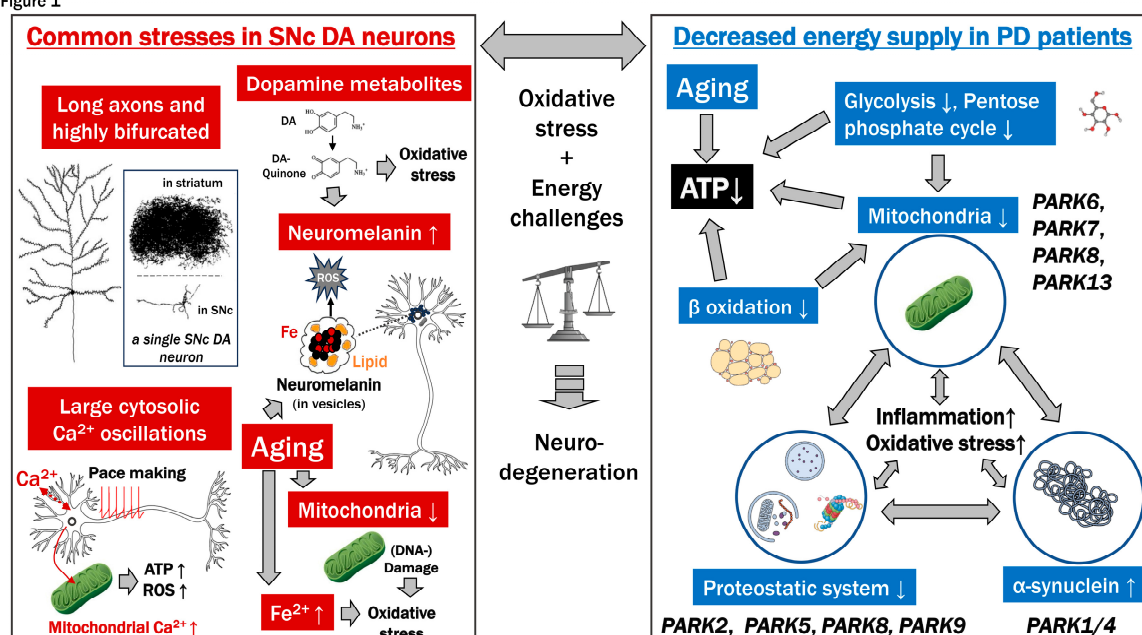 Figure 1
Common stresses in SNc DA neurons
Long axons and
highly bifurcated
in striatum
in SNc
a single SNc DA
neuron
Dopamine metabolites
HO
HO
DA
NH₃⁺
DA-
Quinone
O
O
NH₃⁺
Oxidative
stress
Neuromelanin ↑
ROS
Fe
Lipid
Neuromelanin
(in vesicles)
Large cytosolic
Ca²⁺ oscillations
Ca²⁺
Pace making
ATP ↑
ROS ↑
Mitochondrial Ca²⁺ ↑
Aging
Mitochondria ↓
(DNA-)
Damage
Fe²⁺ ↑
Oxidative
stress
Oxidative
stress
+
Energy
challenges
Neuro-
degeneration
Decreased energy supply in PD patients
Aging
Glycolysis ↓, Pentose
phosphate cycle ↓
ATP↓
Mitochondria ↓
PARK6,
PARK7,
PARK8,
PARK13
β oxidation ↓
Inflammation↑
Oxidative stress↑
Proteostatic system ↓
α-synuclein ↑
PARK2, PARK5, PARK8, PARK9
PARK1/4